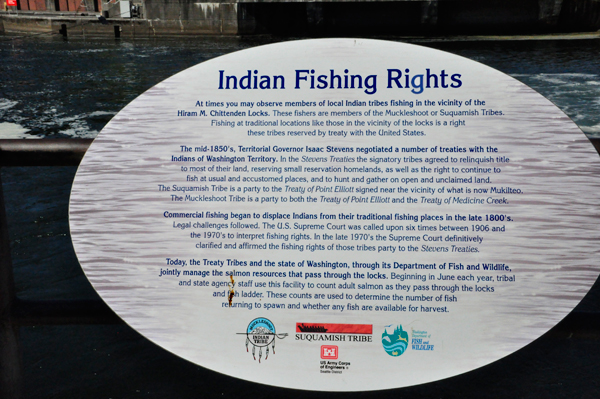 Indian Fishing Rights
At times you may observe members of local Indian tribes fishing in the vicinity of the
Hiram M. Chittenden Locks. These fishers are members of the Muckleshoot or Suquamish Tribes.
Fishing at traditional locations like those in the vicinity of the locks is a right
these tribes reserved by treaty with the United States.
The mid-1850's, Territorial Governor Isaac Stevens negotiated a number of treaties with the
Indians of Washington Territory. In the Stevens Treaties the signatory tribes agreed to relinquish title
to most of their land, reserving small reservation homelands, as well as the right to continue to
fish at usual and accustomed places, and to hunt and gather on open and unclaimed land.
The Suquamish Tribe is a party to the Treaty of Point Elliott signed near the vicinity of what is now Mukilteo.
The Muckleshoot Tribe is a party to both the Treaty of Point Elliott and the Treaty of Medicine Creek.
Commercial fishing began to displace Indians from their traditional fishing places in the late 1800's.
Legal challenges followed. The U.S. Supreme Court was called upon six times between 1906 and
the 1970's to interpret fishing rights. In the late 1970's the Supreme Court definitively
clarified and affirmed the fishing rights of those tribes party to the Stevens Treaties.
Today, the Treaty Tribes and the state of Washington, through its Department of Fish and Wildlife,
jointly manage the salmon resources that pass through the locks. Beginning in June each year, tribal
and state agency staff use this facility to count adult salmon as they pass through the locks
and fish ladder. These counts are used to determine the number of fish
returning to spawn and whether any fish are available for harvest.
MUCKLESHOOT
INDIAN
TRIBE
SUQUAMISH TRIBE
US Army Corps
of Engineers
Seattle District
Washington
Department of
FISH and
WILDLIFE